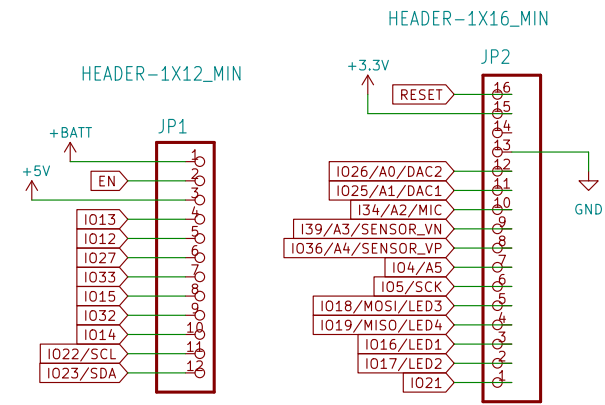 HEADER-1X16_MIN
JP2
+3.3V
RESET
16
15
14
13
IO26/A0/DAC2
12
IO25/A1/DAC1
11
I34/A2/MIC
10
I39/A3/SENSOR_VN
9
IO36/A4/SENSOR_VP
8
IO4/A5
7
IO5/SCK
6
IO18/MOSI/LED3
5
IO19/MISO/LED4
4
IO16/LED1
3
IO17/LED2
2
IO21
1
GND
HEADER-1X12_MIN
JP1
+BATT
1
EN
2
+5V
3
IO13
4
IO12
5
IO27
6
IO33
7
IO15
8
IO32
9
IO14
10
IO22/SCL
11
IO23/SDA
12